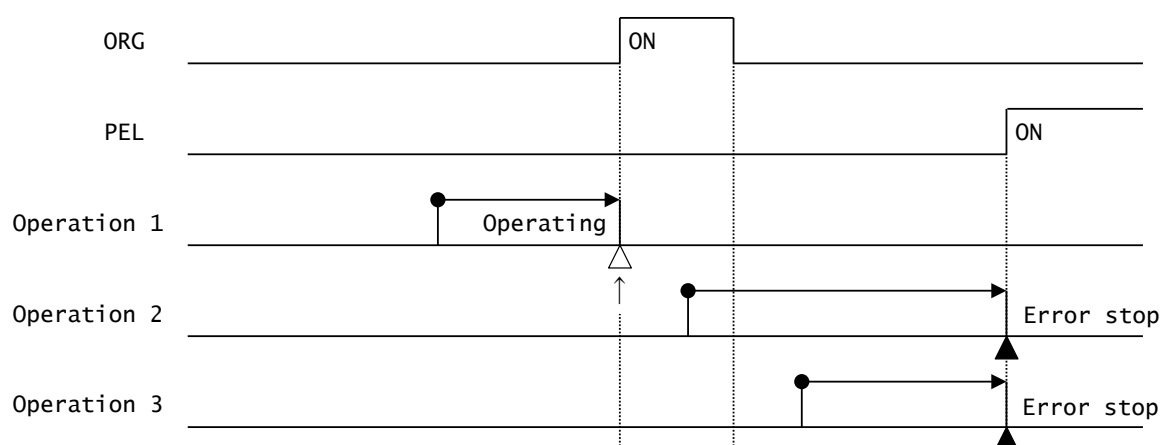 ORG
ON
PEL
ON
Operation 1
Operating
Operation 2
Error stop
Operation 3
Error stop